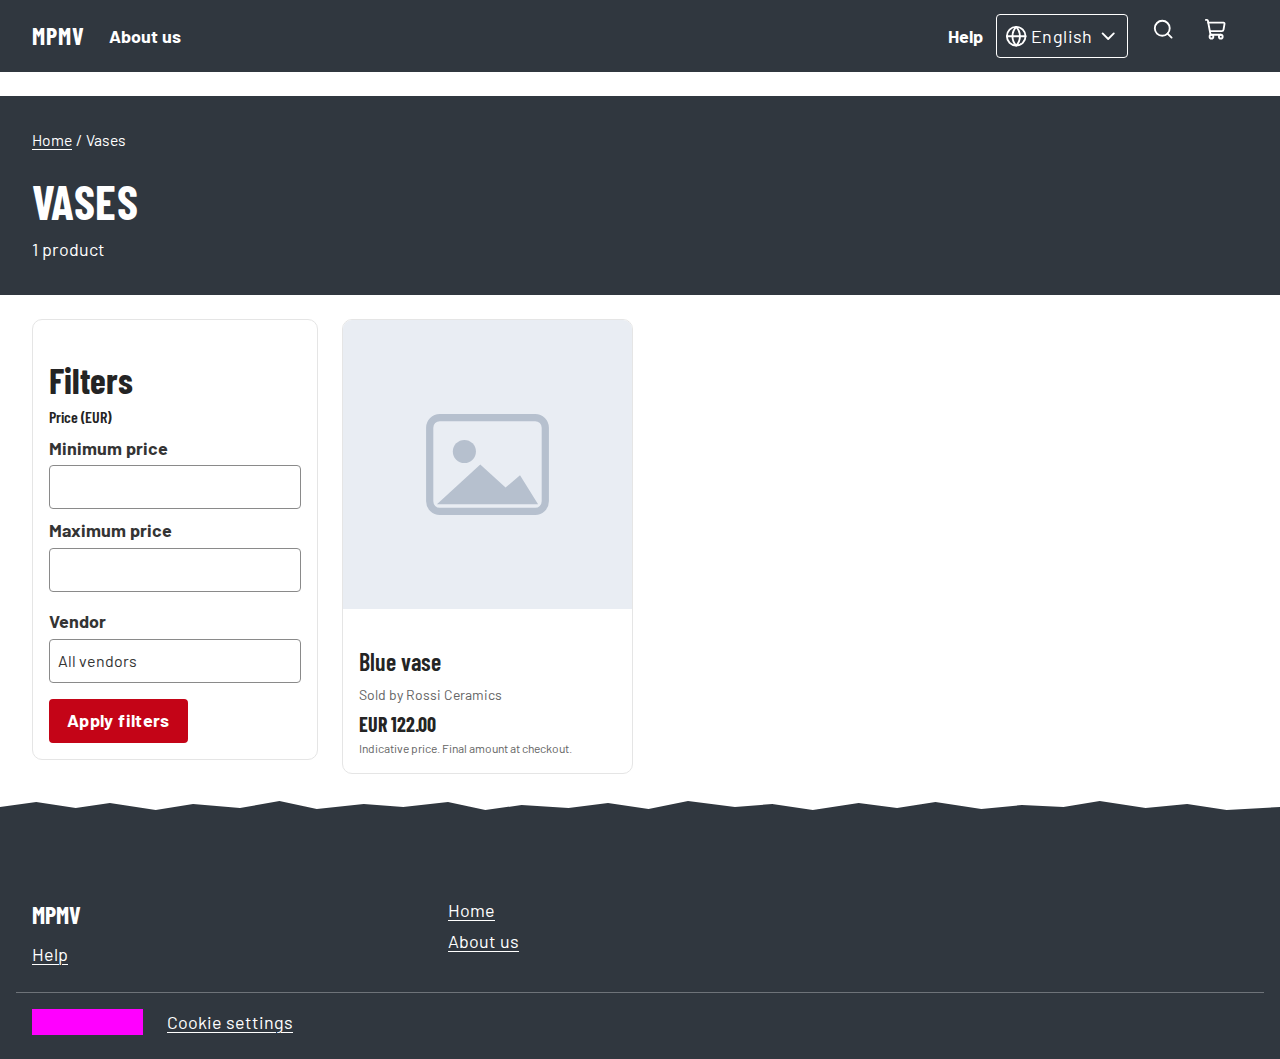 MPMV About us Help English
Home / Vases
VASES
1 product
Filters
Price (EUR)
Minimum price
Maximum price
Vendor
All vendors
Apply filters
Blue vase
Sold by Rossi Ceramics
EUR 122.00
Indicative price. Final amount at checkout.
MPMV
Help
Home
About us
Cookie settings